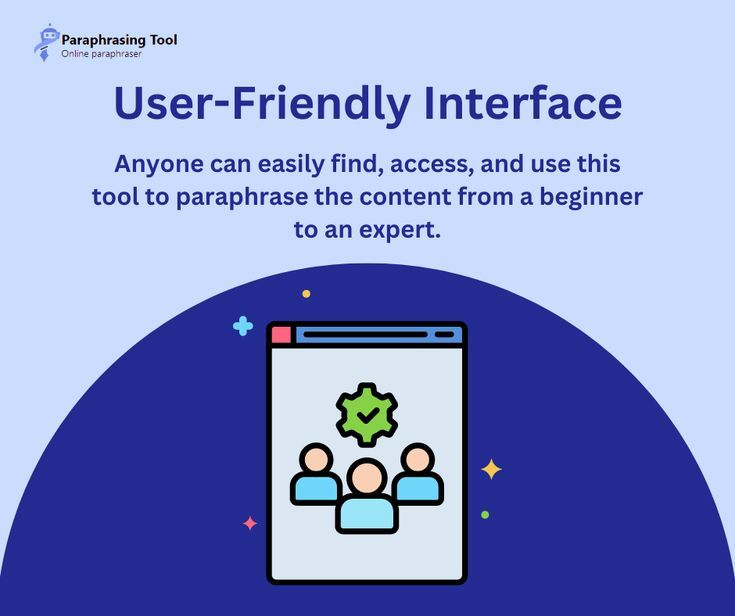 Paraphrasing Tool
Online paraphraser
User-Friendly Interface
Anyone can easily find, access, and use this
tool to paraphrase the content from a beginner
to an expert.